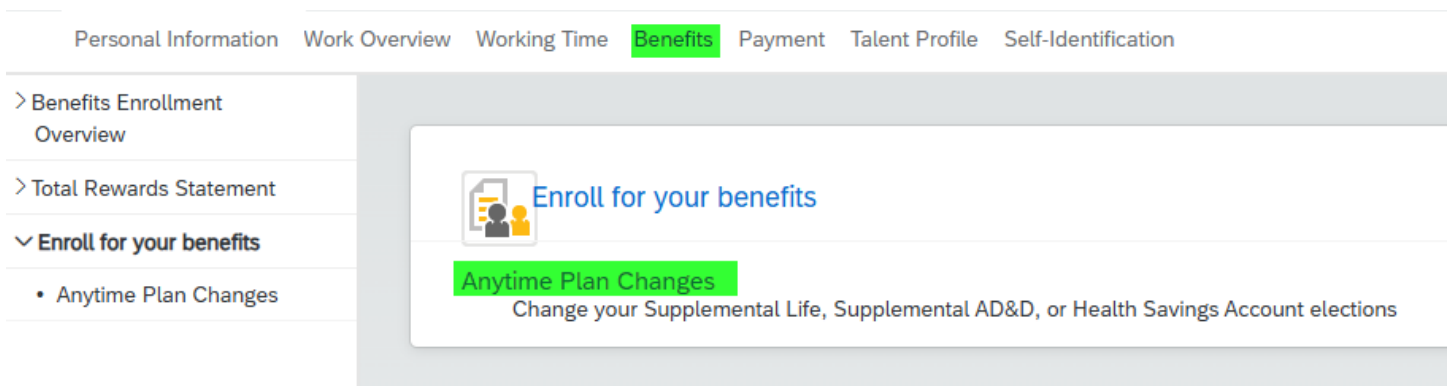 Personal Information Work Overview Working Time Benefits Payment Talent Profile Self-Identification
Benefits Enrollment
Overview
Total Rewards Statement
Enroll for your benefits
• Anytime Plan Changes
Enroll for your benefits
Anytime Plan Changes
Change your Supplemental Life, Supplemental AD&D, or Health Savings Account elections